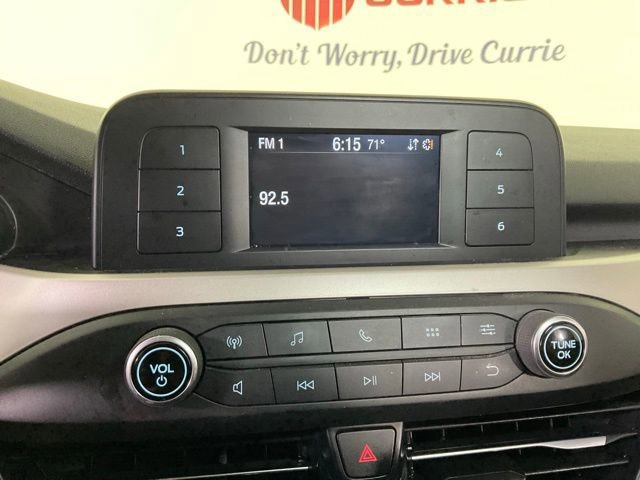 Don't Worry, Drive Currie
1
2
3
FM 1 6:15 71°
92.5
4
5
6
VOL
TUNE
OK